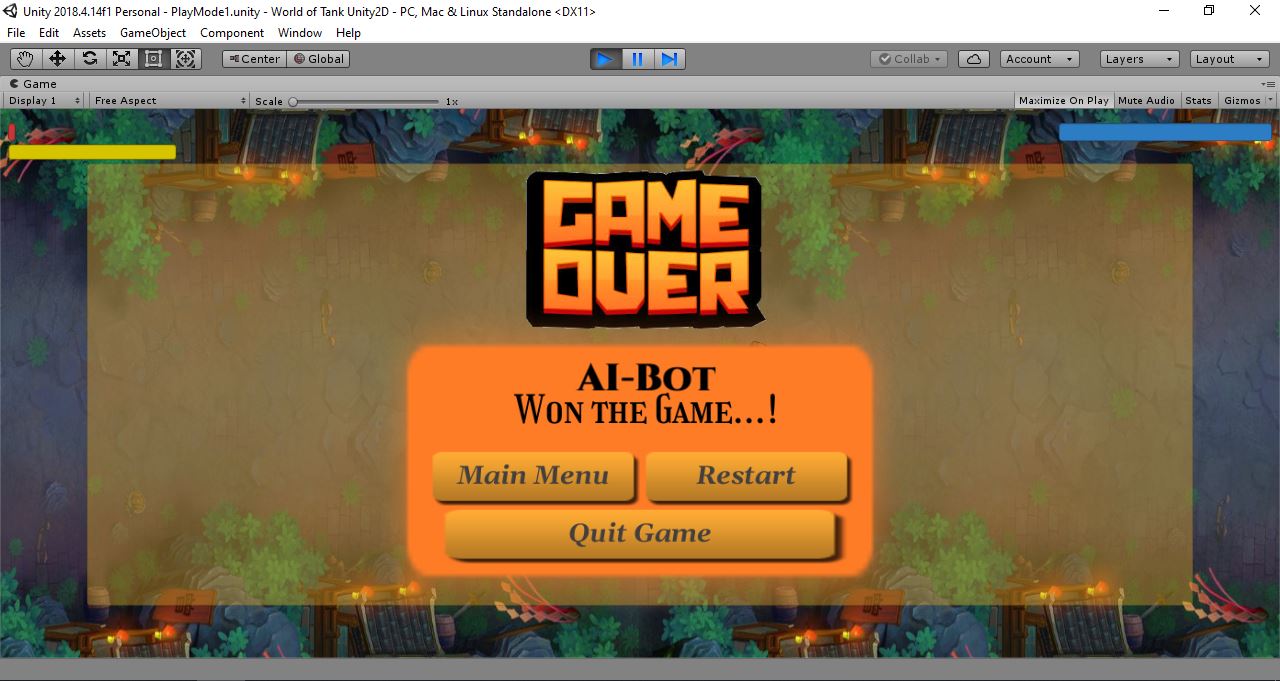 Unity 2018.4.14f1 Personal - PlayMode1.unity - World of Tank Unity2D - PC, Mac & Linux Standalone <DX11>
File Edit Assets GameObject Component Window Help
Center Global Collab Account Layers Layout
Game
Display 1 Free Aspect Scale 1x Maximize On Play Mute Audio Stats Gizmos
GAME
OVER
AI-Bot
Won the Game...!
Main Menu Restart
Quit Game